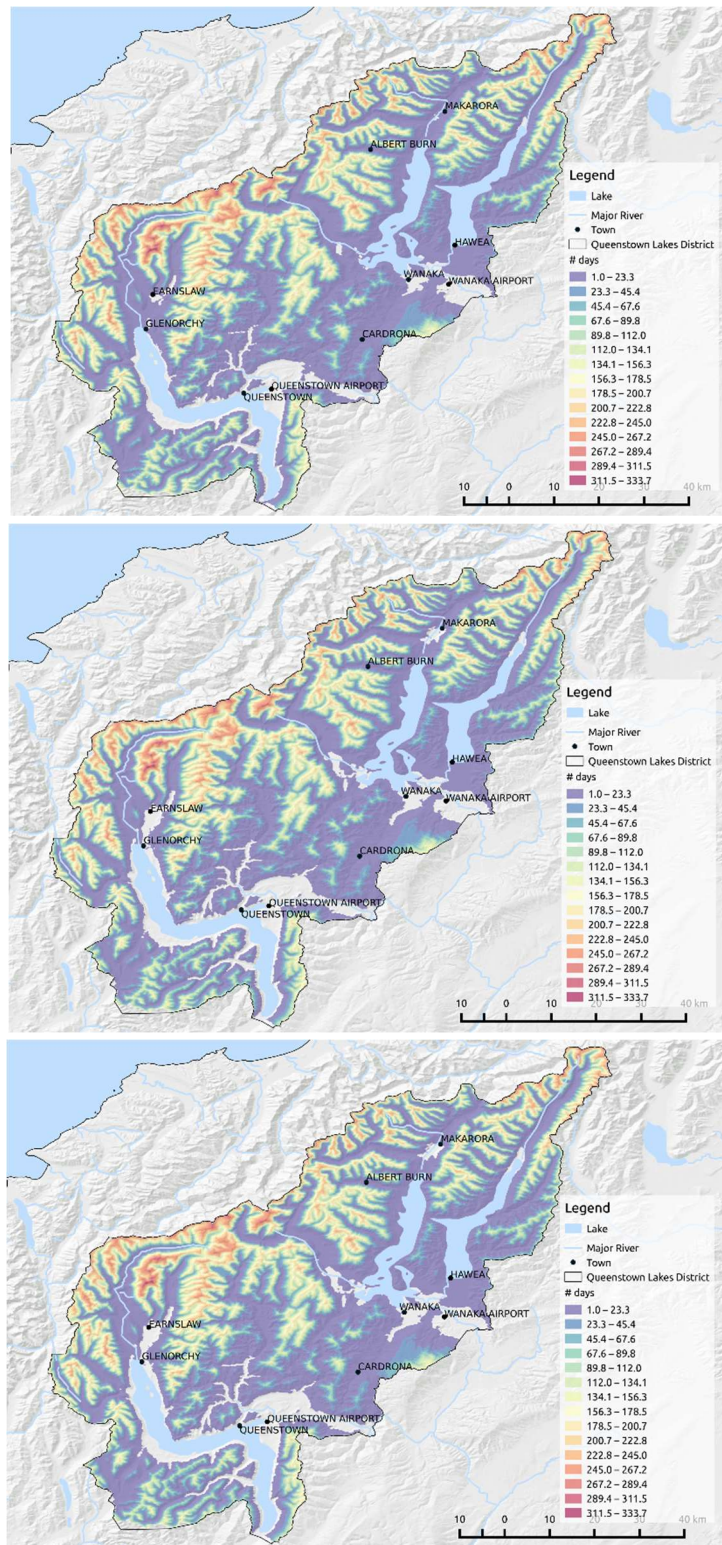 MAKARORA
ALBERT BURN
Legend
Lake
Major River
Town
Queenstown Lakes District
# days
1.0 – 23.3
23.3 – 45.4
45.4 – 67.6
67.6 – 89.8
89.8 – 112.0
112.0 – 134.1
134.1 – 156.3
156.3 – 178.5
178.5 – 200.7
200.7 – 222.8
222.8 – 245.0
245.0 – 267.2
267.2 – 289.4
289.4 – 311.5
311.5 – 333.7
HAWEA
WANAKA
WANAKA AIRPORT
EARNSLAW
GLENORCHY
CARDRONA
QUEENSTOWN AIRPORT
QUEENSTOWN
10 0 10 20 40 km
MAKARORA
ALBERT BURN
Legend
Lake
Major River
Town
Queenstown Lakes District
# days
1.0 – 23.3
23.3 – 45.4
45.4 – 67.6
67.6 – 89.8
89.8 – 112.0
112.0 – 134.1
134.1 – 156.3
156.3 – 178.5
178.5 – 200.7
200.7 – 222.8
222.8 – 245.0
245.0 – 267.2
267.2 – 289.4
289.4 – 311.5
311.5 – 333.7
HAWEA
WANAKA
WANAKA AIRPORT
EARNSLAW
GLENORCHY
CARDRONA
QUEENSTOWN AIRPORT
QUEENSTOWN
10 0 10 20 40 km
MAKARORA
ALBERT BURN
Legend
Lake
Major River
Town
Queenstown Lakes District
# days
1.0 – 23.3
23.3 – 45.4
45.4 – 67.6
67.6 – 89.8
89.8 – 112.0
112.0 – 134.1
134.1 – 156.3
156.3 – 178.5
178.5 – 200.7
200.7 – 222.8
222.8 – 245.0
245.0 – 267.2
267.2 – 289.4
289.4 – 311.5
311.5 – 333.7
HAWEA
WANAKA
WANAKA AIRPORT
EARNSLAW
GLENORCHY
CARDRONA
QUEENSTOWN AIRPORT
QUEENSTOWN
10 0 10 20 40 km